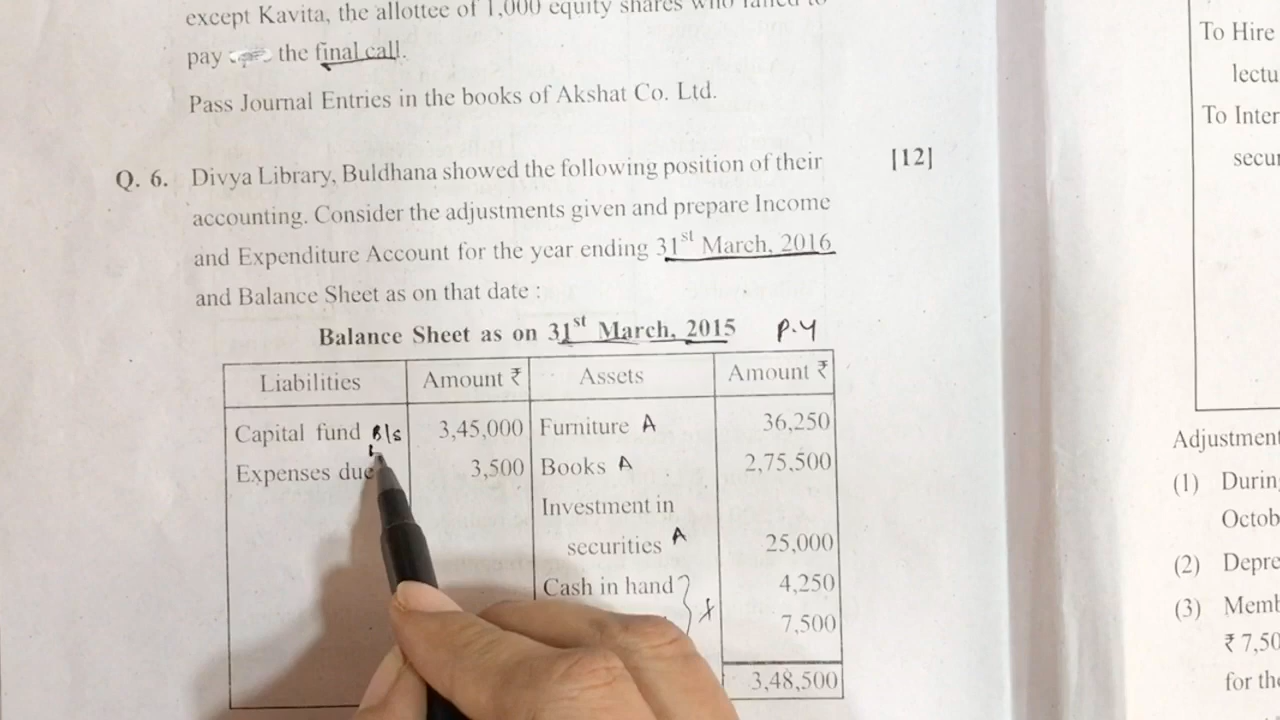 except Kavita, the allottee of 1,000 equity shares who failed to
pay the final call.
Pass Journal Entries in the books of Akshat Co. Ltd.
Q. 6. Divya Library, Buldhana showed the following position of their [12]
accounting. Consider the adjustments given and prepare Income
and Expenditure Account for the year ending 31st March, 2016
and Balance Sheet as on that date :
Balance Sheet as on 31st March, 2015 P.Y
Liabilities Amount ₹ Assets Amount ₹
Capital fund B/s 3,45,000 Furniture A 36,250
Expenses due 3,500 Books A 2,75,500
Investment in
securities A 25,000
Cash in hand 4,250
7,500
3,48,500
To Hire
lectu
To Inter
secur
Adjustment
(1) During
Octob
(2) Depre
(3) Memb
₹ 7,50
for the